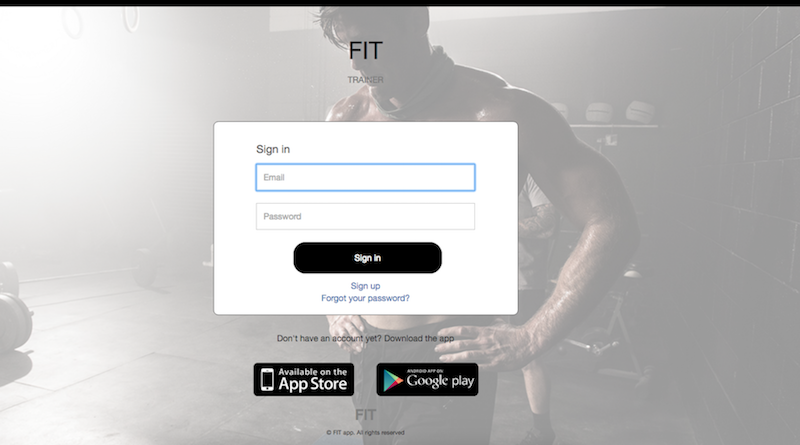 FIT
TRAINER
Sign in
Email
Password
Sign in
Sign up
Forgot your password?
Don't have an account yet? Download the app
Available on the
App Store
ANDROID APP ON
Google play
FIT
© FIT app. All rights reserved